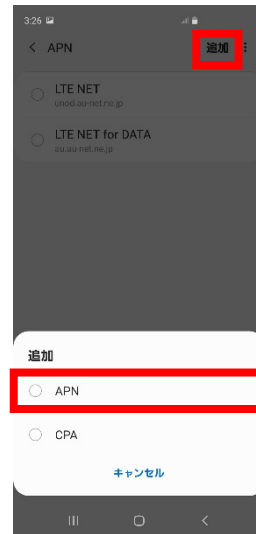 3:26
APN
追加
LTE NET
uno.au-net.ne.jp
LTE NET for DATA
au.au-net.ne.jp
追加
APN
CPA
キャンセル